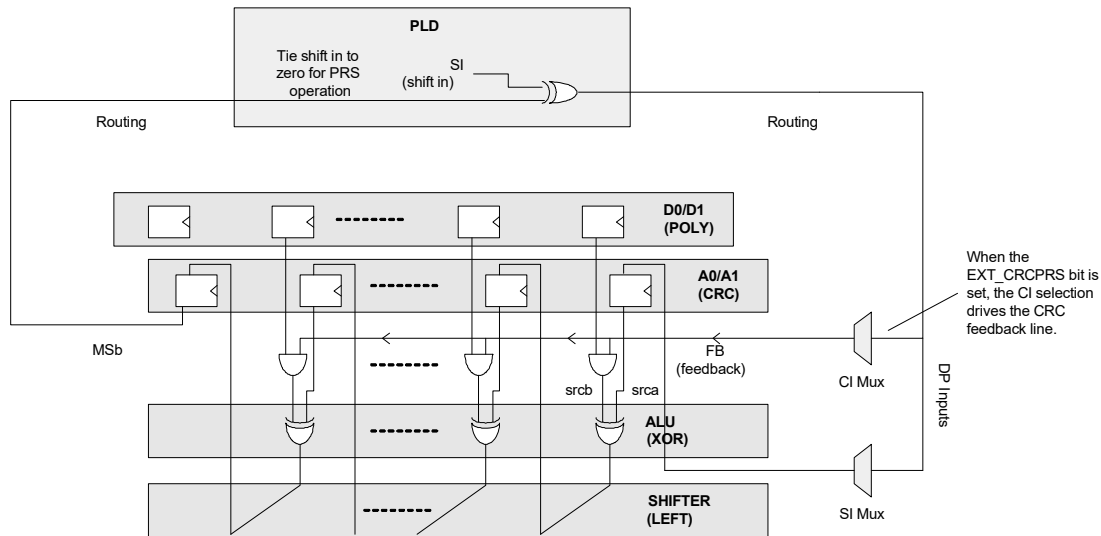 PLD
Tie shift in to
zero for PRS
operation
SI
(shift in)
Routing
Routing
D0/D1
(POLY)
A0/A1
(CRC)
When the
EXT_CRCPRS bit is
set, the CI selection
drives the CRC
feedback line.
MSb
FB
(feedback)
CI Mux
DP Inputs
srcb
srca
ALU
(XOR)
SHIFTER
(LEFT)
SI Mux